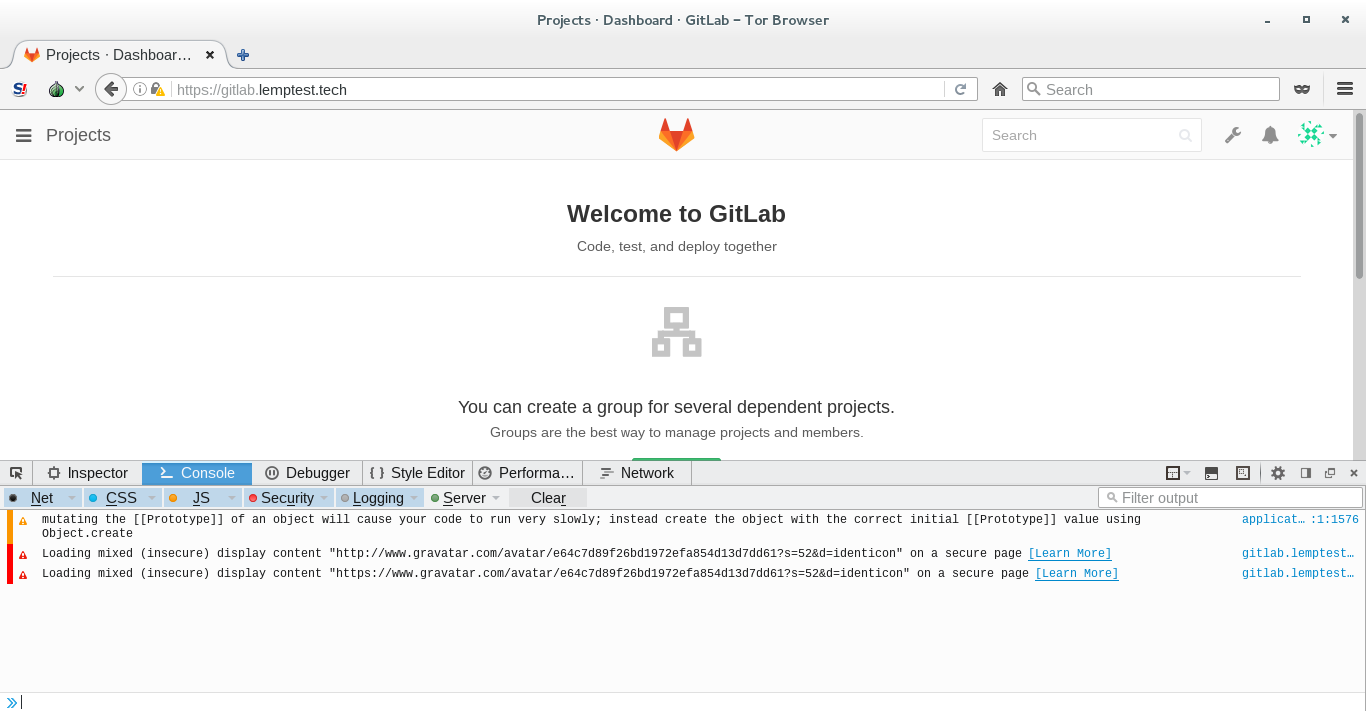 Projects · Dashboard · GitLab – Tor Browser
Projects · Dashboar…
S!
https://gitlab.lemptest.tech
Search
Projects
Search
Welcome to GitLab
Code, test, and deploy together
You can create a group for several dependent projects.
Groups are the best way to manage projects and members.
Inspector Console Debugger Style Editor Performa… Network
Net CSS JS Security Logging Server Clear Filter output
mutating the [[Prototype]] of an object will cause your code to run very slowly; instead create the object with the correct initial [[Prototype]] value using applicat… :1:1576
Object.create
Loading mixed (insecure) display content "http://www.gravatar.com/avatar/e64c7d89f26bd1972efa854d13d7dd61?s=52&d=identicon" on a secure page [Learn More] gitlab.lemptest…
Loading mixed (insecure) display content "https://www.gravatar.com/avatar/e64c7d89f26bd1972efa854d13d7dd61?s=52&d=identicon" on a secure page [Learn More] gitlab.lemptest…